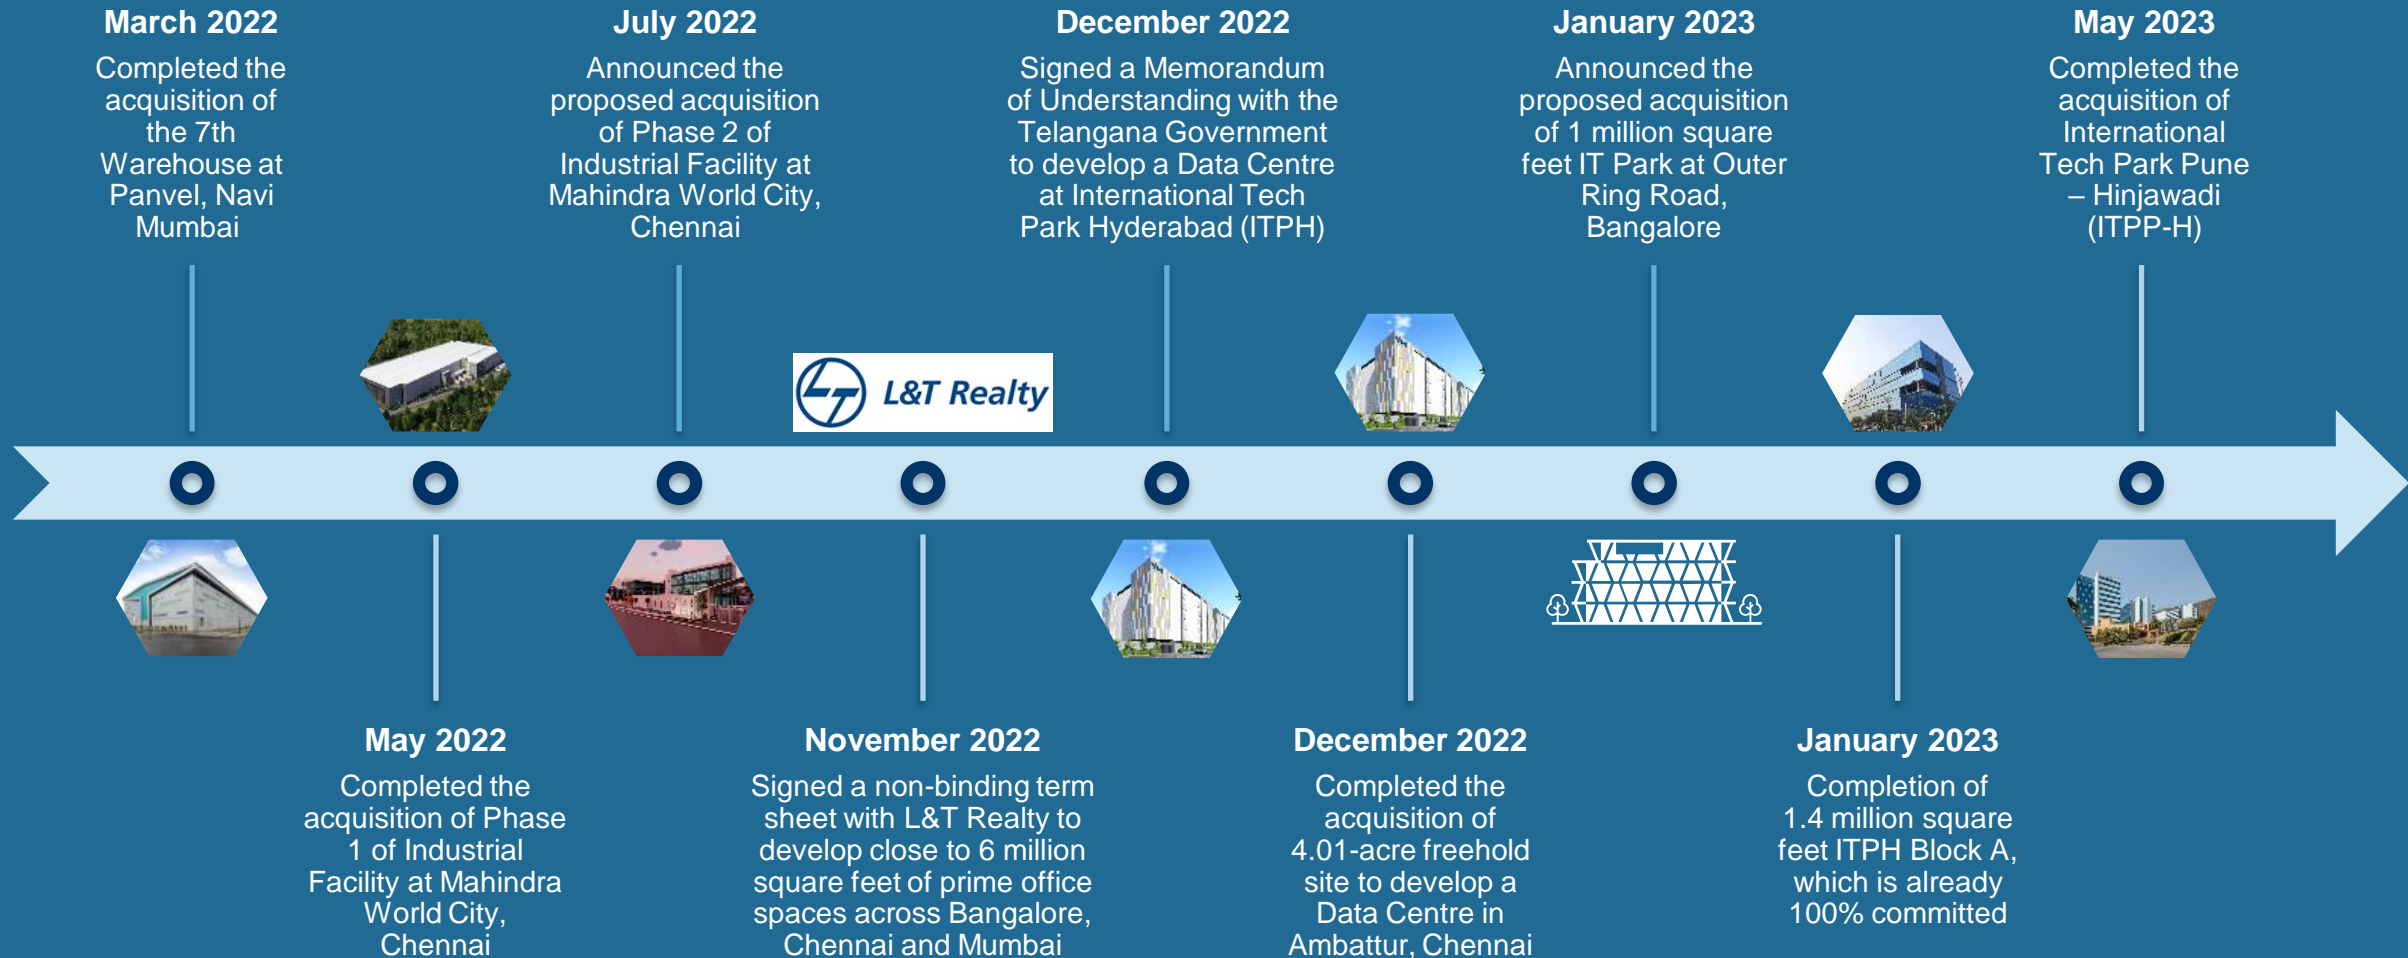 March 2022
Completed the
acquisition of
the 7th
Warehouse at
Panvel, Navi
Mumbai
July 2022
Announced the
proposed acquisition
of Phase 2 of
Industrial Facility at
Mahindra World City,
Chennai
December 2022
Signed a Memorandum
of Understanding with the
Telangana Government
to develop a Data Centre
at International Tech
Park Hyderabad (ITPH)
January 2023
Announced the
proposed acquisition
of 1 million square
feet IT Park at Outer
Ring Road,
Bangalore
May 2023
Completed the
acquisition of
International
Tech Park Pune
– Hinjawadi
(ITPP-H)
LT L&T Realty
May 2022
Completed the
acquisition of Phase
1 of Industrial
Facility at Mahindra
World City,
Chennai
November 2022
Signed a non-binding term
sheet with L&T Realty to
develop close to 6 million
square feet of prime office
spaces across Bangalore,
Chennai and Mumbai
December 2022
Completed the
acquisition of
4.01-acre freehold
site to develop a
Data Centre in
Ambattur, Chennai
January 2023
Completion of
1.4 million square
feet ITPH Block A,
which is already
100% committed